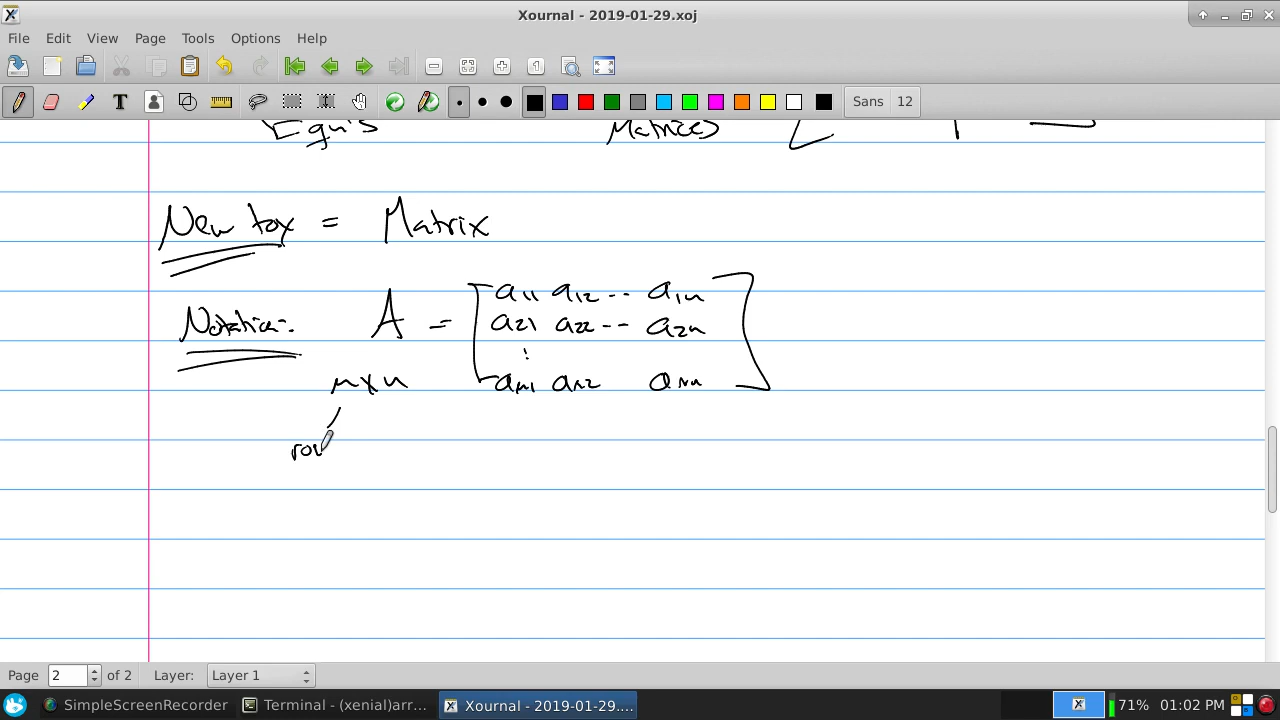 Xournal - 2019-01-29.xoj
File Edit View Page Tools Options Help
Sans 12
Eqn's Matrices
New toy = Matrix
Notation: A = [ a11 a12 ... a1n
a21 a22 ... a2n
⋮
am1 am2 amn ]
m x n
row
Page 2 of 2 Layer: Layer 1
SimpleScreenRecorder Terminal - (xenial)arr... Xournal - 2019-01-29.... 71% 01:02 PM